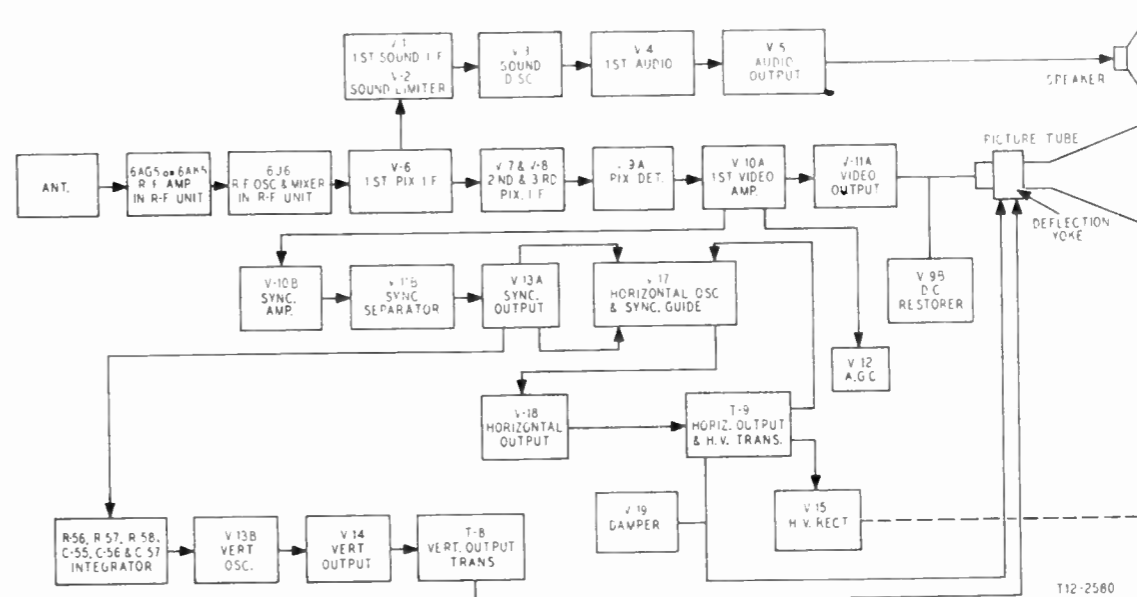 V-1
1ST SOUND I.F
V-2
SOUND LIMITER
V-3
SOUND
DISC
V-4
1ST AUDIO
V-5
AUDIO
OUTPUT
SPEAKER
ANT.
6AG5 OR 6AK5
R-F AMP
IN R-F UNIT
6J6
R-F OSC & MIXER
IN R-F UNIT
V-6
1ST PIX I F
V-7 & V-8
2ND & 3RD
PIX. I F
V-9A
PIX DET.
V-10A
1ST VIDEO
AMP.
V-11A
VIDEO
OUTPUT
PICTURE TUBE
DEFLECTION
YOKE
V-10B
SYNC.
AMP.
V-11B
SYNC
SEPARATOR
V-13A
SYNC.
OUTPUT
V-17
HORIZONTAL OSC
& SYNC. GUIDE
V-9B
D.C
RESTORER
V-12
A.G.C
V-18
HORIZONTAL
OUTPUT
T-9
HORIZ. OUTPUT
& H.V. TRANS.
V-19
DAMPER
V-15
H.V. RECT
R-56, R-57, R-58,
C-55, C-56 & C-57
INTEGRATOR
V-13B
VERT
OSC.
V-14
VERT
OUTPUT
T-8
VERT. OUTPUT
TRANS
T12-2580